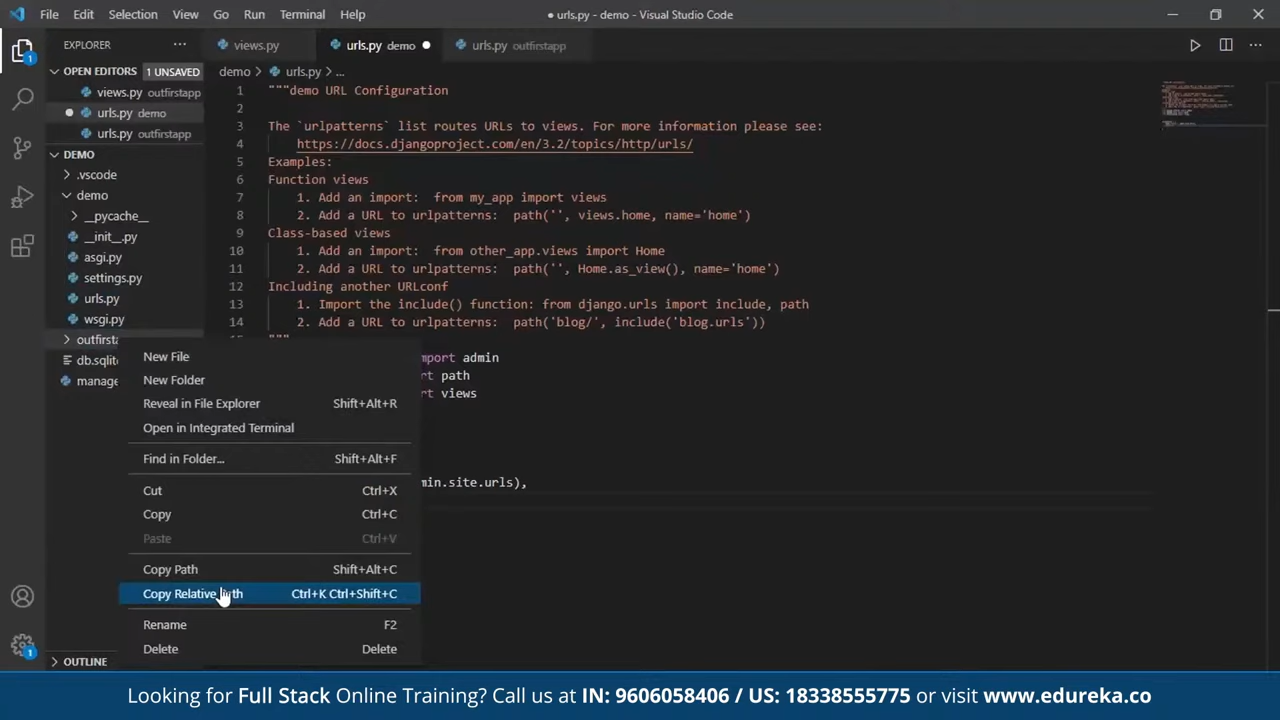 File Edit Selection View Go Run Terminal Help
● urls.py - demo - Visual Studio Code
EXPLORER
views.py
urls.py demo
urls.py outfirstapp
OPEN EDITORS 1 UNSAVED
views.py outfirstapp
urls.py demo
urls.py outfirstapp
DEMO
.vscode
demo
__pycache__
__init__.py
asgi.py
settings.py
urls.py
wsgi.py
outfirsta
db.sqlit
manage
OUTLINE
1
1
demo > urls.py > ...
1 """demo URL Configuration
2
3 The `urlpatterns` list routes URLs to views. For more information please see:
4 https://docs.djangoproject.com/en/3.2/topics/http/urls/
5 Examples:
6 Function views
7 1. Add an import: from my_app import views
8 2. Add a URL to urlpatterns: path('', views.home, name='home')
9 Class-based views
10 1. Add an import: from other_app.views import Home
11 2. Add a URL to urlpatterns: path('', Home.as_view(), name='home')
12 Including another URLconf
13 1. Import the include() function: from django.urls import include, path
14 2. Add a URL to urlpatterns: path('blog/', include('blog.urls'))
"""
mport admin
rt path
rt views
min.site.urls),
New File
New Folder
Reveal in File Explorer Shift+Alt+R
Open in Integrated Terminal
Find in Folder... Shift+Alt+F
Cut Ctrl+X
Copy Ctrl+C
Paste Ctrl+V
Copy Path Shift+Alt+C
Copy Relative Ctrl+K Ctrl+Shift+C
Rename F2
Delete Delete
Looking for Full Stack Online Training? Call us at IN: 9606058406 / US: 18338555775 or visit www.edureka.co